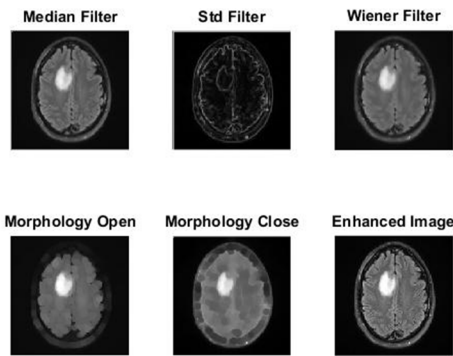 Median Filter
Std Filter
Wiener Filter
Morphology Open
Morphology Close
Enhanced Image